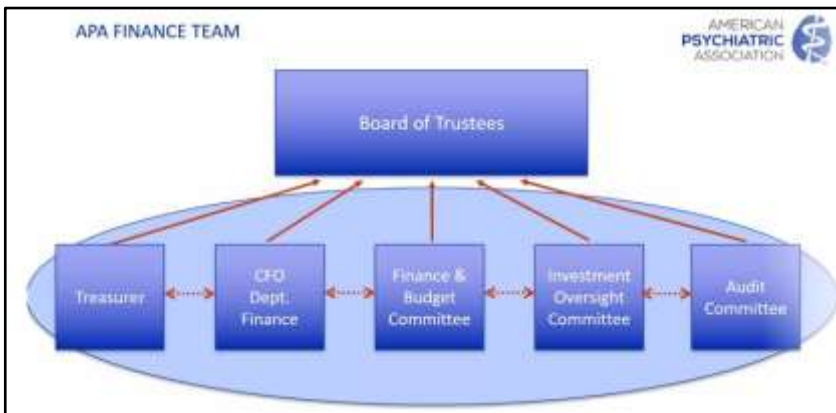 APA FINANCE TEAM
AMERICAN
PSYCHIATRIC
ASSOCIATION
Board of Trustees
Treasurer
CFO
Dept.
Finance
Finance &
Budget
Committee
Investment
Oversight
Committee
Audit
Committee